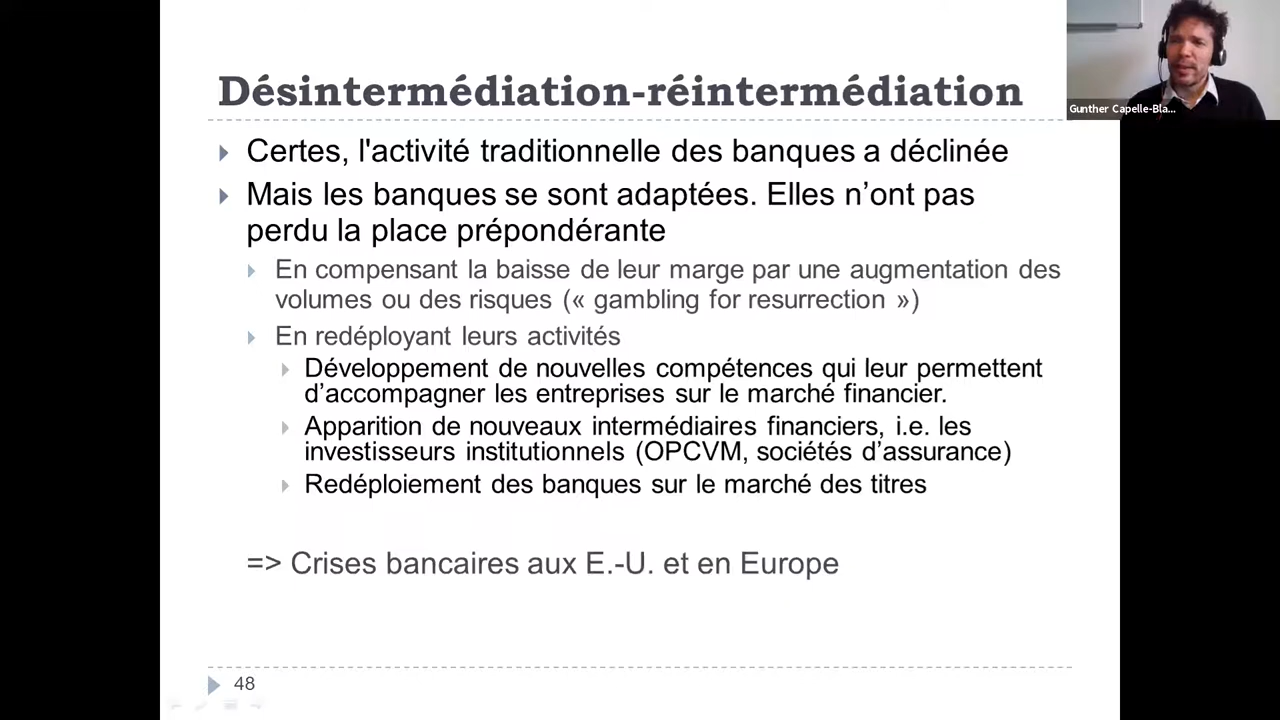 Désintermédiation-réintermédiation
Gunther Capelle-Bla...
Certes, l'activité traditionnelle des banques a déclinée
Mais les banques se sont adaptées. Elles n’ont pas
perdu la place prépondérante
En compensant la baisse de leur marge par une augmentation des
volumes ou des risques (« gambling for resurrection »)
En redéployant leurs activités
Développement de nouvelles compétences qui leur permettent
d’accompagner les entreprises sur le marché financier.
Apparition de nouveaux intermédiaires financiers, i.e. les
investisseurs institutionnels (OPCVM, sociétés d’assurance)
Redéploiement des banques sur le marché des titres
=> Crises bancaires aux E.-U. et en Europe
48